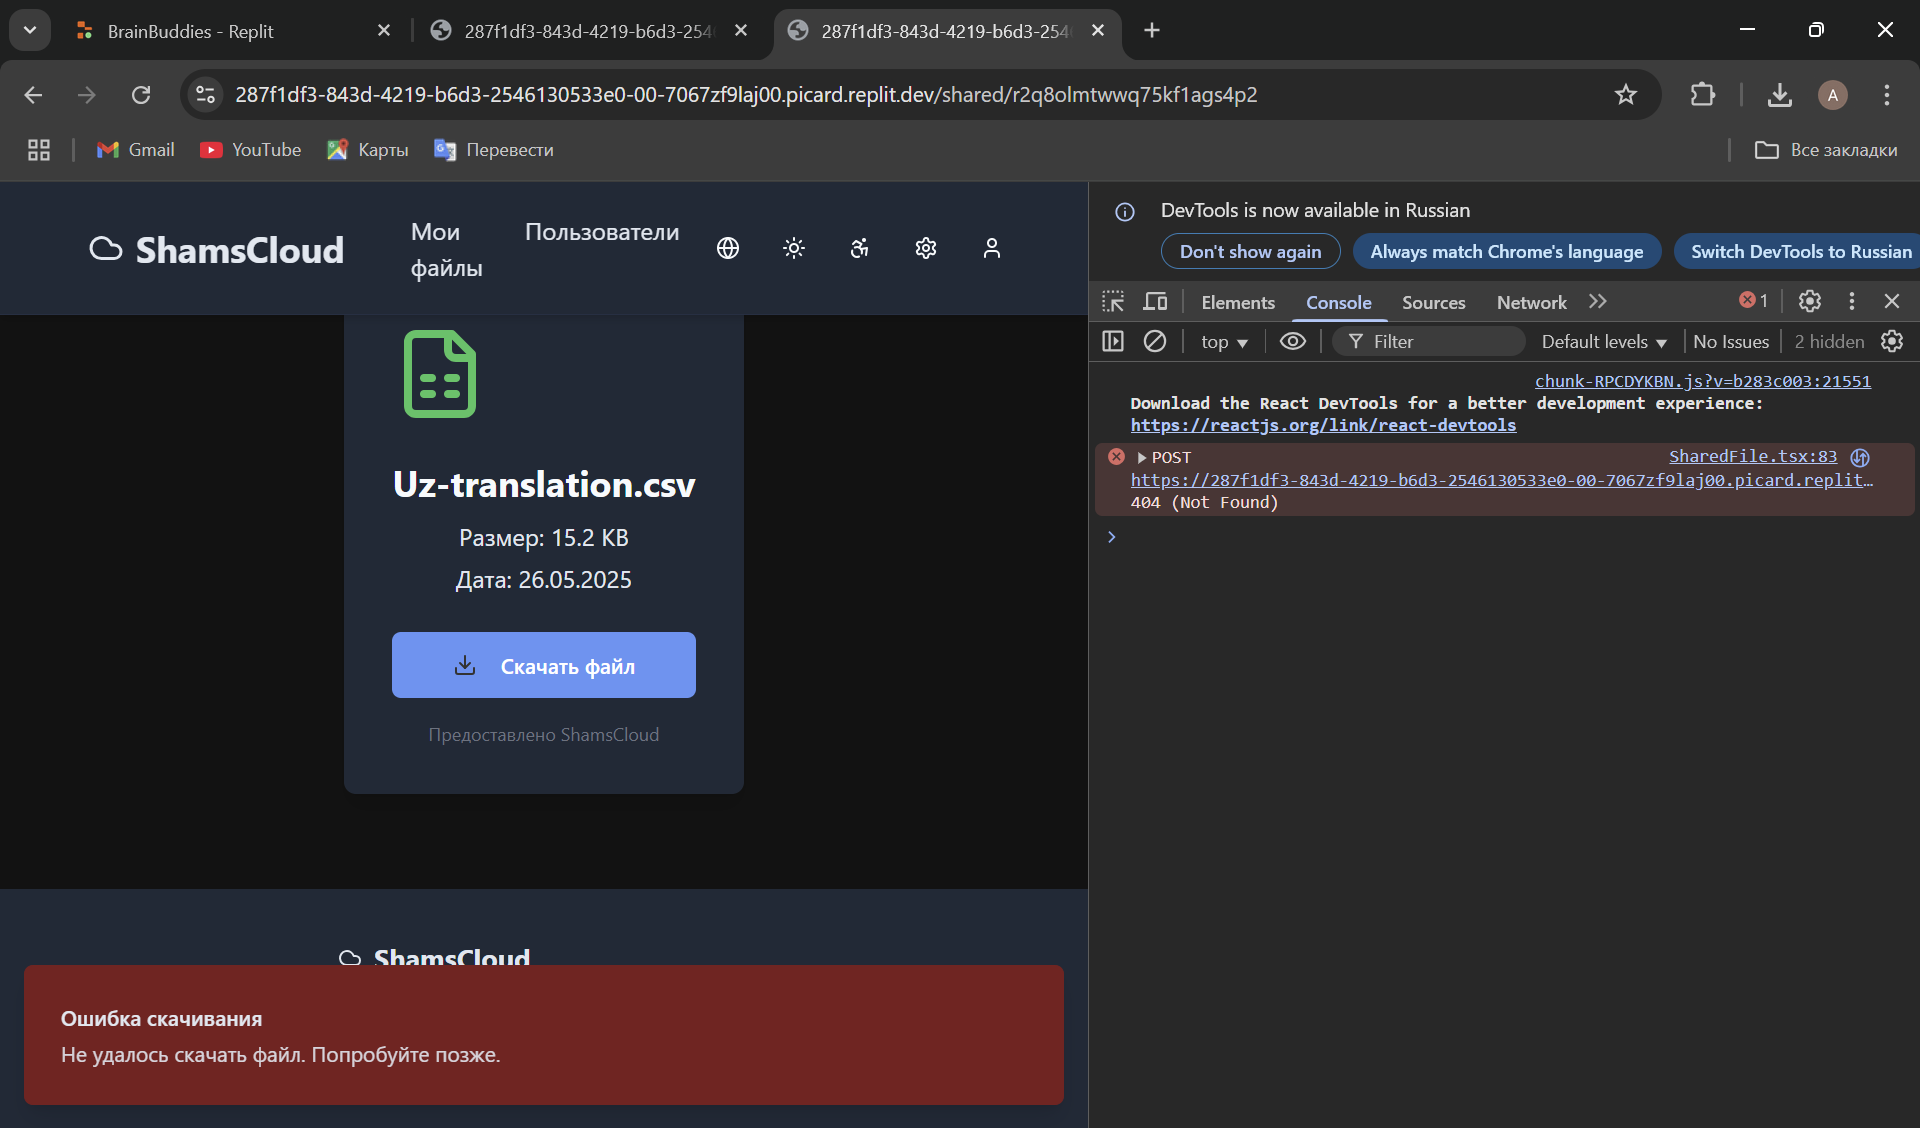 BrainBuddies - Replit
287f1df3-843d-4219-b6d3-254
287f1df3-843d-4219-b6d3-254
287f1df3-843d-4219-b6d3-2546130533e0-00-7067zf9laj00.picard.replit.dev/shared/r2q8olmtwwq75kf1ags4p2
A
Gmail
YouTube
Карты
Перевести
Все закладки
ShamsCloud
Мои
файлы
Пользователи
Uz-translation.csv
Размер: 15.2 KB
Дата: 26.05.2025
Скачать файл
Предоставлено ShamsCloud
ShamsCloud
Ошибка скачивания
Не удалось скачать файл. Попробуйте позже.
DevTools is now available in Russian
Don't show again
Always match Chrome's language
Switch DevTools to Russian
Elements
Console
Sources
Network
1
top
Filter
Default levels
No Issues
2 hidden
chunk-RPCDYKBN.js?v=b283c003:21551
Download the React DevTools for a better development experience:
https://reactjs.org/link/react-devtools
POST
SharedFile.tsx:83
https://287f1df3-843d-4219-b6d3-2546130533e0-00-7067zf9laj00.picard.replit…
404 (Not Found)